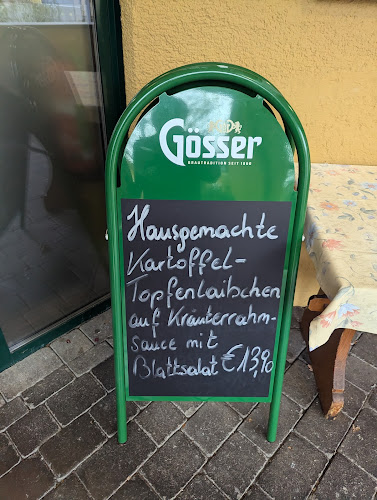 Gösser
BRAUTRADITION SEIT 1860
Hausgemachte
Kartoffel-
Topfenlaibchen
auf Kräuterrahm-
sauce mit
Blattsalat €13,90